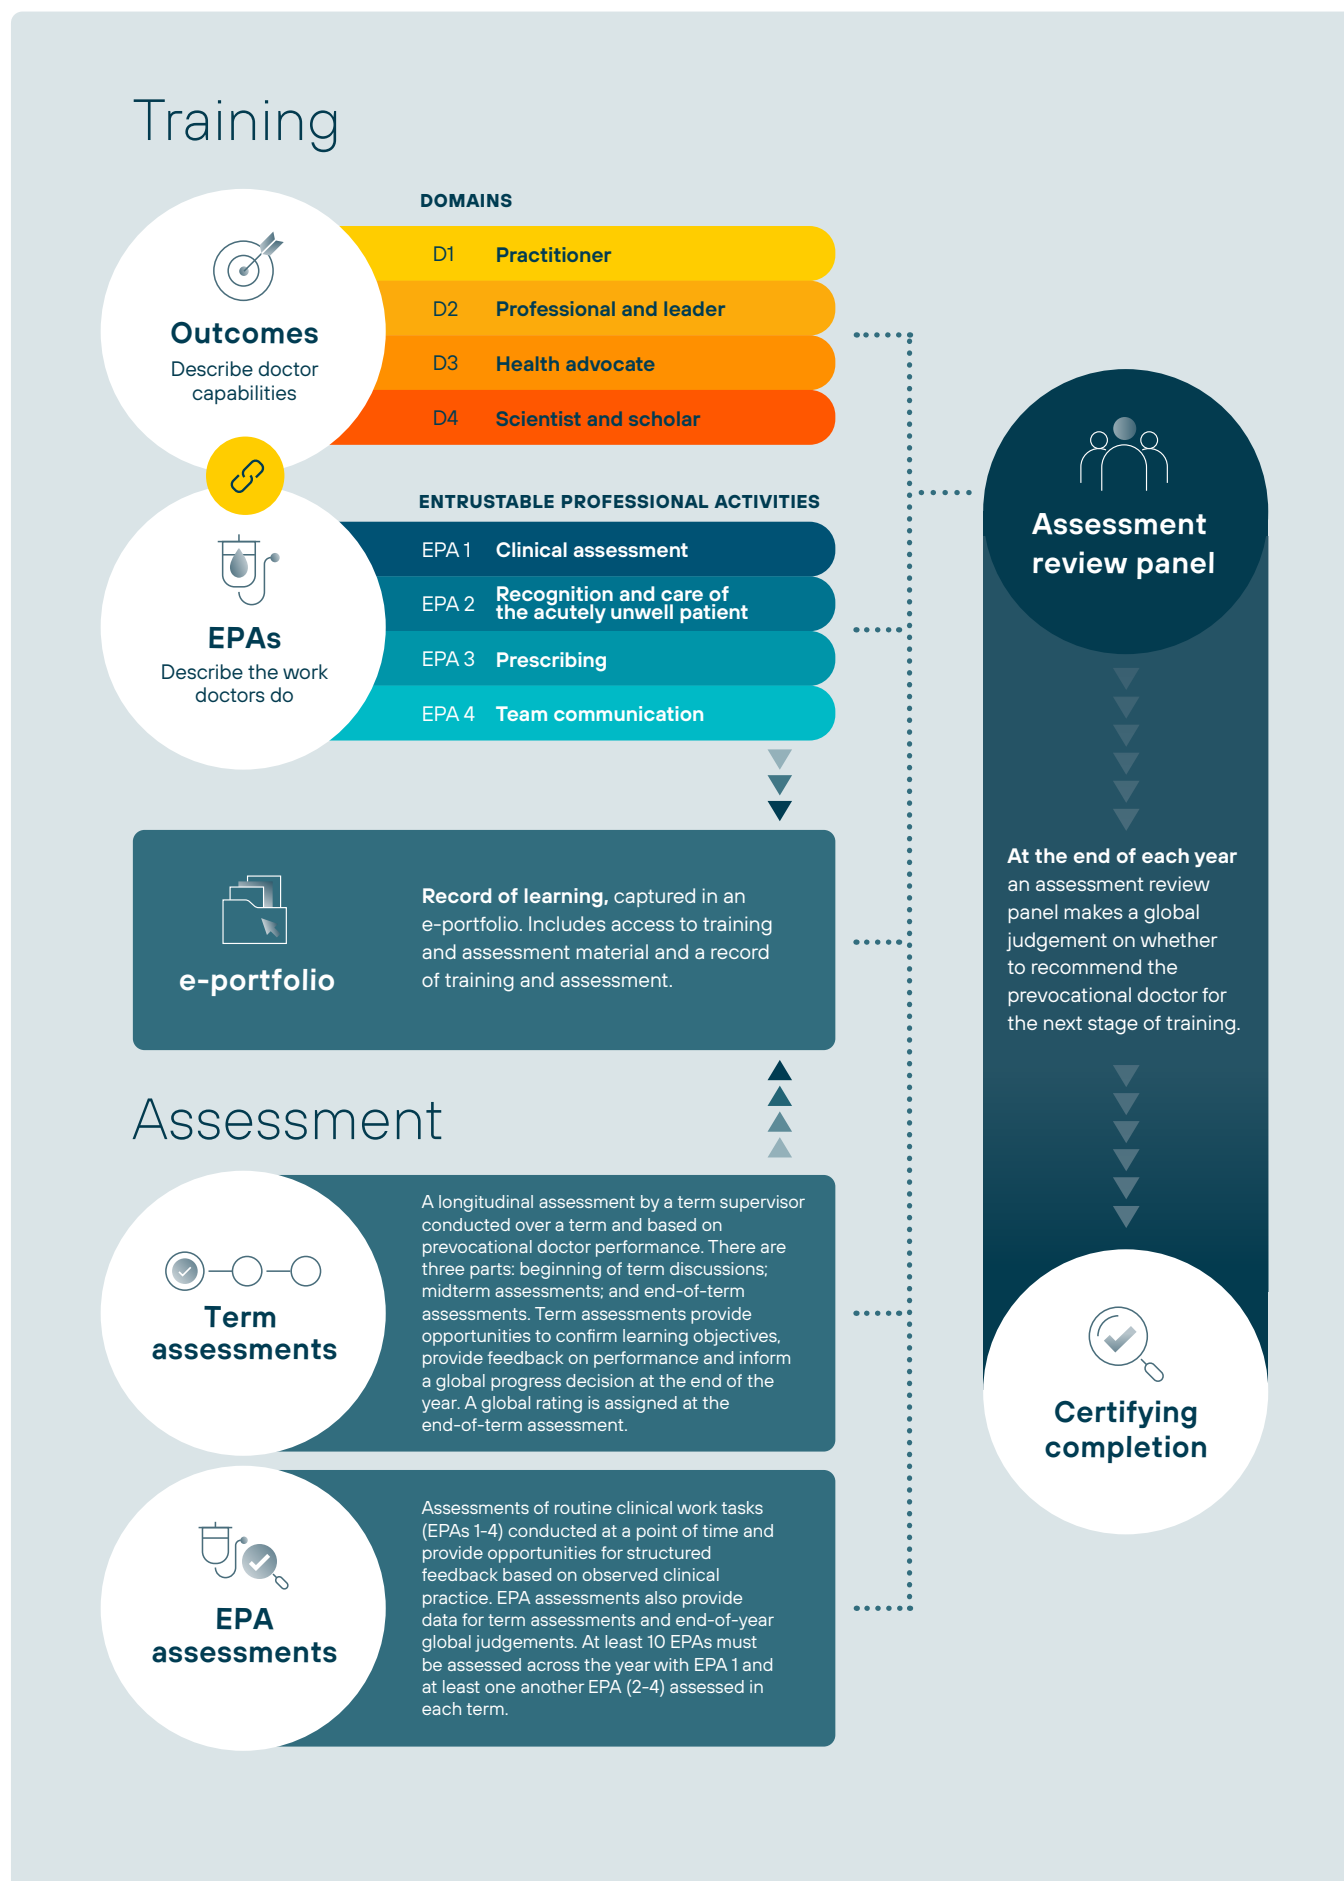 Training
Outcomes
Describe doctor
capabilities
DOMAINS
D1 Practitioner
D2 Professional and leader
D3 Health advocate
D4 Scientist and scholar
EPAs
Describe the work
doctors do
ENTRUSTABLE PROFESSIONAL ACTIVITIES
EPA 1 Clinical assessment
EPA 2 Recognition and care of
the acutely unwell patient
EPA 3 Prescribing
EPA 4 Team communication
e-portfolio
Record of learning, captured in an
e-portfolio. Includes access to training
and assessment material and a record
of training and assessment.
Assessment
Term
assessments
A longitudinal assessment by a term supervisor
conducted over a term and based on
prevocational doctor performance. There are
three parts: beginning of term discussions;
midterm assessments; and end-of-term
assessments. Term assessments provide
opportunities to confirm learning objectives,
provide feedback on performance and inform
a global progress decision at the end of the
year. A global rating is assigned at the
end-of-term assessment.
EPA
assessments
Assessments of routine clinical work tasks
(EPAs 1-4) conducted at a point of time and
provide opportunities for structured
feedback based on observed clinical
practice. EPA assessments also provide
data for term assessments and end-of-year
global judgements. At least 10 EPAs must
be assessed across the year with EPA 1 and
at least one another EPA (2-4) assessed in
each term.
Assessment
review panel
At the end of each year
an assessment review
panel makes a global
judgement on whether
to recommend the
prevocational doctor for
the next stage of training.
Certifying
completion